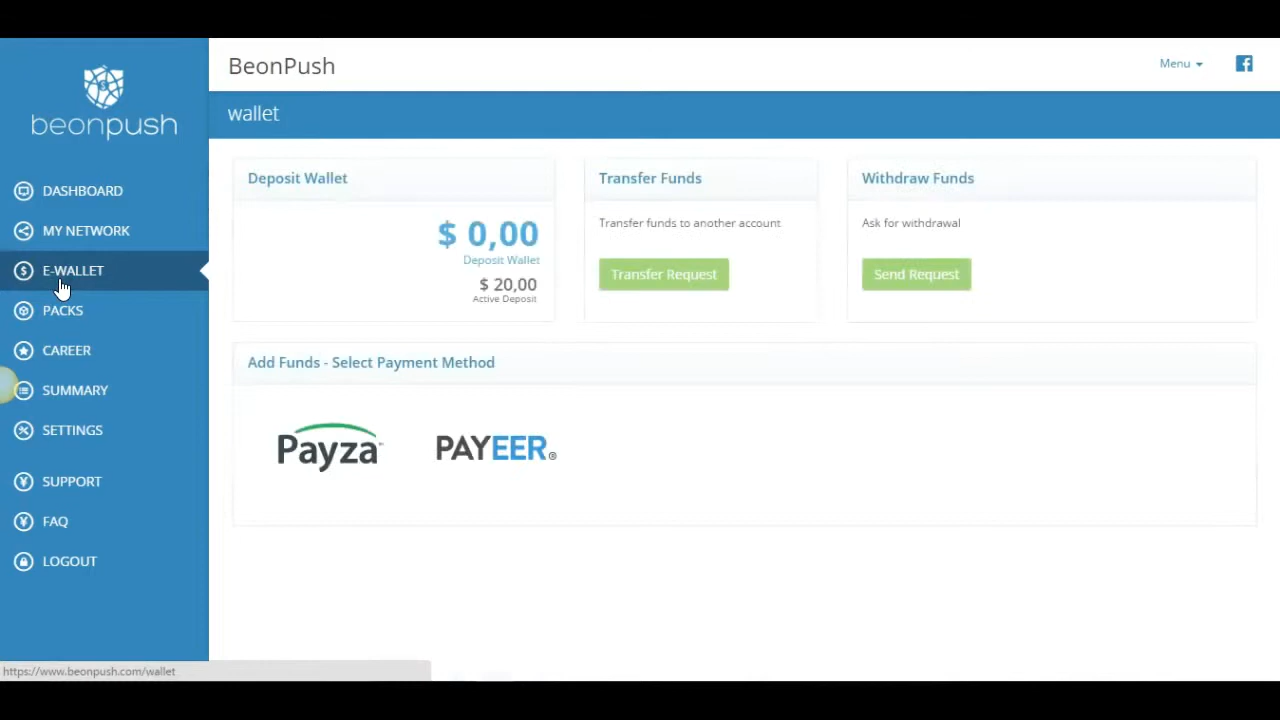 beonpush
DASHBOARD
MY NETWORK
$ E-WALLET
PACKS
CAREER
SUMMARY
SETTINGS
¥ SUPPORT
¥ FAQ
LOGOUT
BeonPush
Menu
wallet
Deposit Wallet
$ 0,00
Deposit Wallet
$ 20,00
Active Deposit
Transfer Funds
Transfer funds to another account
Transfer Request
Withdraw Funds
Ask for withdrawal
Send Request
Add Funds - Select Payment Method
Payza™
PAYEER®
https://www.beonpush.com/wallet